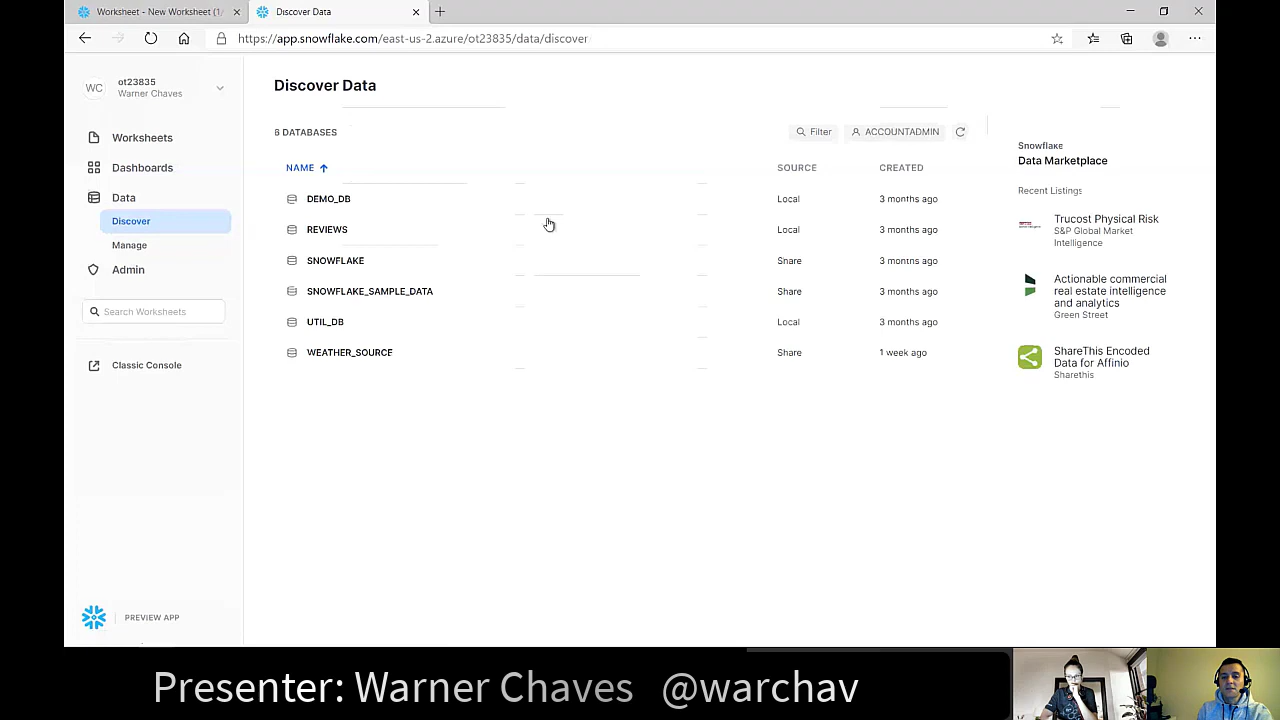 Worksheet - New Worksheet (1/
Discover Data
https://app.snowflake.com/east-us-2.azure/ot23835/data/discover
WC
ot23835
Warner Chaves
Worksheets
Dashboards
Data
Discover
Manage
Admin
Search Worksheets
Classic Console
PREVIEW APP
Discover Data
6 DATABASES
Filter
ACCOUNTADMIN
NAME
SOURCE
CREATED
DEMO_DB
Local
3 months ago
REVIEWS
Local
3 months ago
SNOWFLAKE
Share
3 months ago
SNOWFLAKE_SAMPLE_DATA
Share
3 months ago
UTIL_DB
Local
3 months ago
WEATHER_SOURCE
Share
1 week ago
Snowflake
Data Marketplace
Recent Listings
Trucost Physical Risk
S&P Global Market
Intelligence
Actionable commercial
real estate intelligence
and analytics
Green Street
ShareThis Encoded
Data for Affinio
Sharethis
Presenter: Warner Chaves @warchav